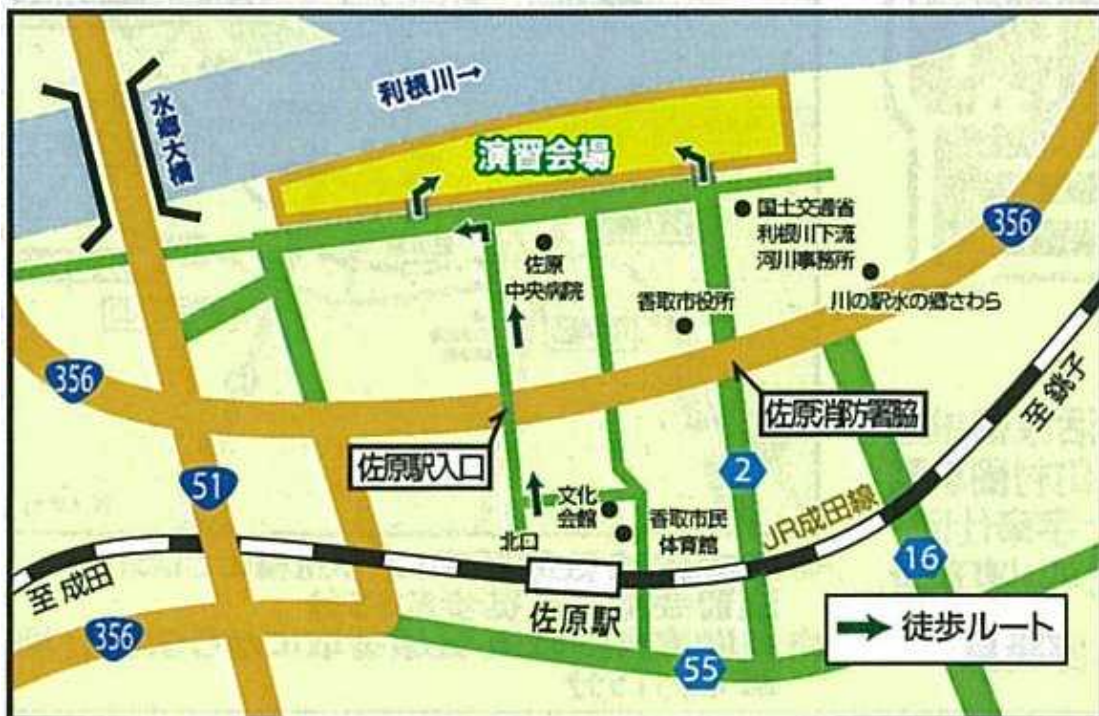 利根川→
水郷大橋
演習会場
国土交通省
利根川下流
河川事務所
356
佐原
中央病院
香取市役所
川の駅水の郷さわら
356
佐原消防署脇
佐原駅入口
至 銚子
51
2
文化
会館
JR成田線
北口
香取市民
体育館
16
至 成田
佐原駅
徒歩ルート
356
55